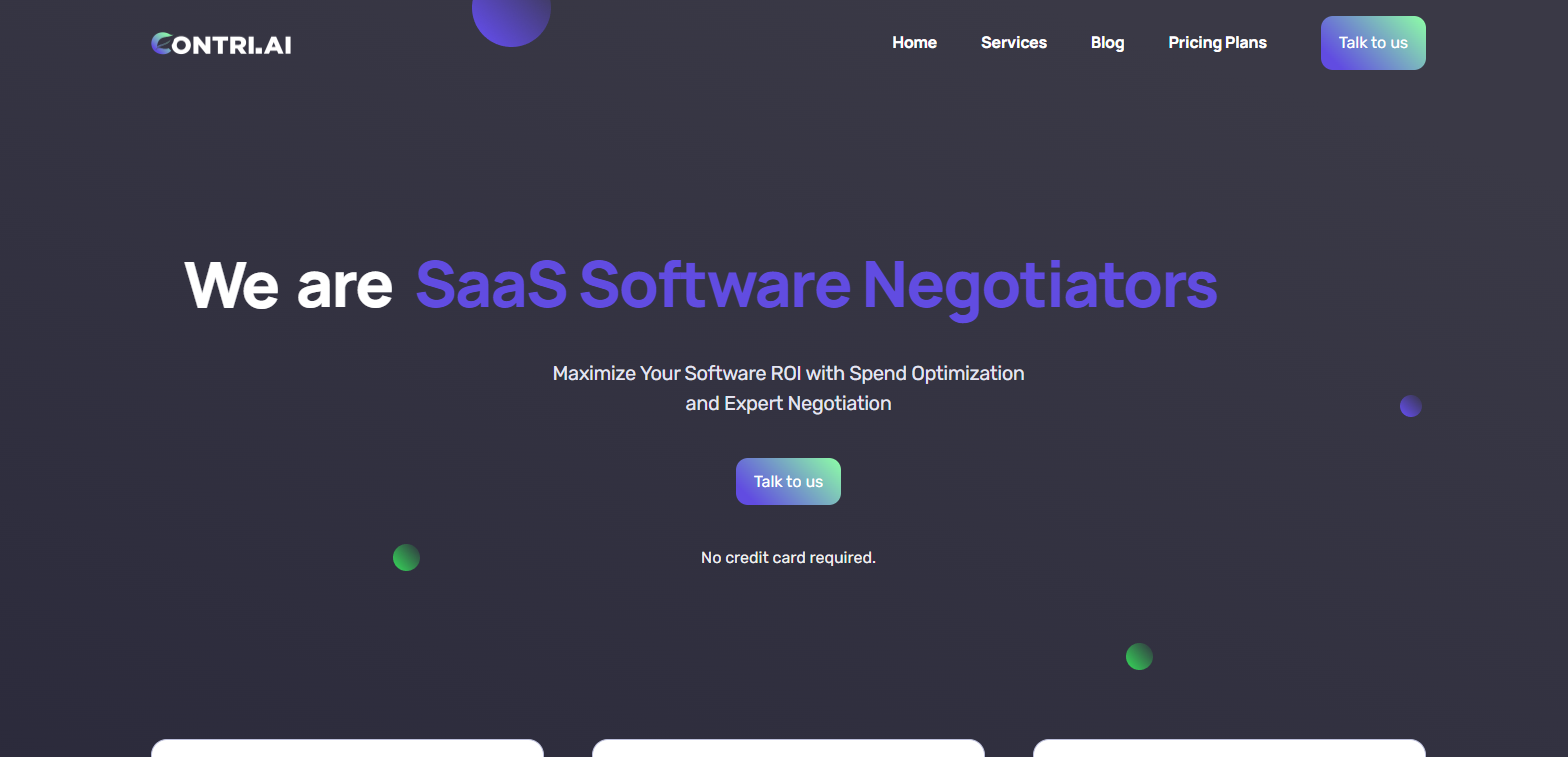 CONTRI.AI
Home
Services
Blog
Pricing Plans
Talk to us
We are SaaS Software Negotiators
Maximize Your Software ROI with Spend Optimization
and Expert Negotiation
Talk to us
No credit card required.